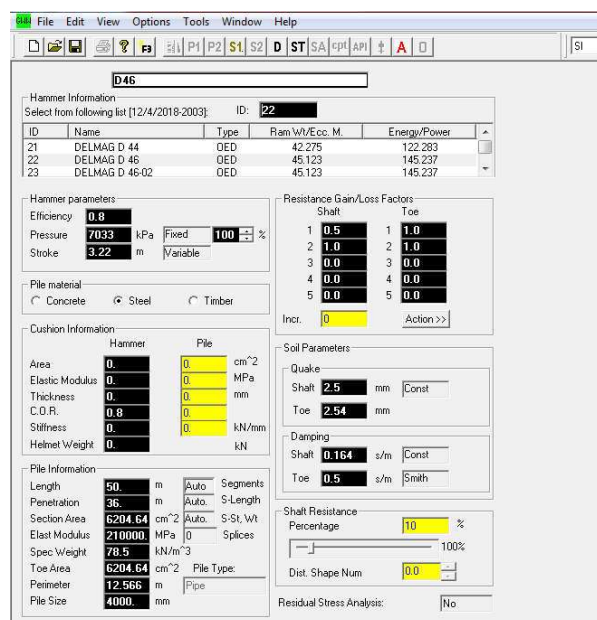 File Edit View Options Tools Window Help
F3 P1 P2 S1. S2 D ST SA cpt API A SI
D46
Hammer Information
Select from following list [12/4/2018-2003]: ID: 22
ID Name Type Ram Wt/Ecc. M. Energy/Power
21 DELMAG D 44 OED 42.275 122.283
22 DELMAG D 46 OED 45.123 145.237
23 DELMAG D 46-02 OED 45.123 145.237
Hammer parameters
Efficiency 0.8
Pressure 7033 kPa Fixed 100 %
Stroke 3.22 m Variable
Pile material
Concrete Steel Timber
Cushion Information
Hammer Pile
Area 0. 0. cm^2
Elastic Modulus 0. 0. MPa
Thickness 0. 0. mm
C.O.R. 0.8 0.
Stiffness 0. 0. kN/mm
Helmet Weight 0. kN
Pile Information
Length 50. m Auto Segments
Penetration 36. m Auto. S-Length
Section Area 6204.64 cm^2 Auto. S-St, Wt
Elast Modulus 210000. MPa 0 Splices
Spec Weight 78.5 kN/m^3
Toe Area 6204.64 cm^2 Pile Type:
Perimeter 12.566 m Pipe
Pile Size 4000. mm
Resistance Gain/Loss Factors
Shaft Toe
1 0.5 1 1.0
2 1.0 2 1.0
3 0.0 3 0.0
4 0.0 4 0.0
5 0.0 5 0.0
Incr. 0 Action >>
Soil Parameters
Quake
Shaft 2.5 mm Const
Toe 2.54 mm
Damping
Shaft 0.164 s/m Const
Toe 0.5 s/m Smith
Shaft Resistance
Percentage 10 %
100%
Dist. Shape Num 0.0
Residual Stress Analysis: No